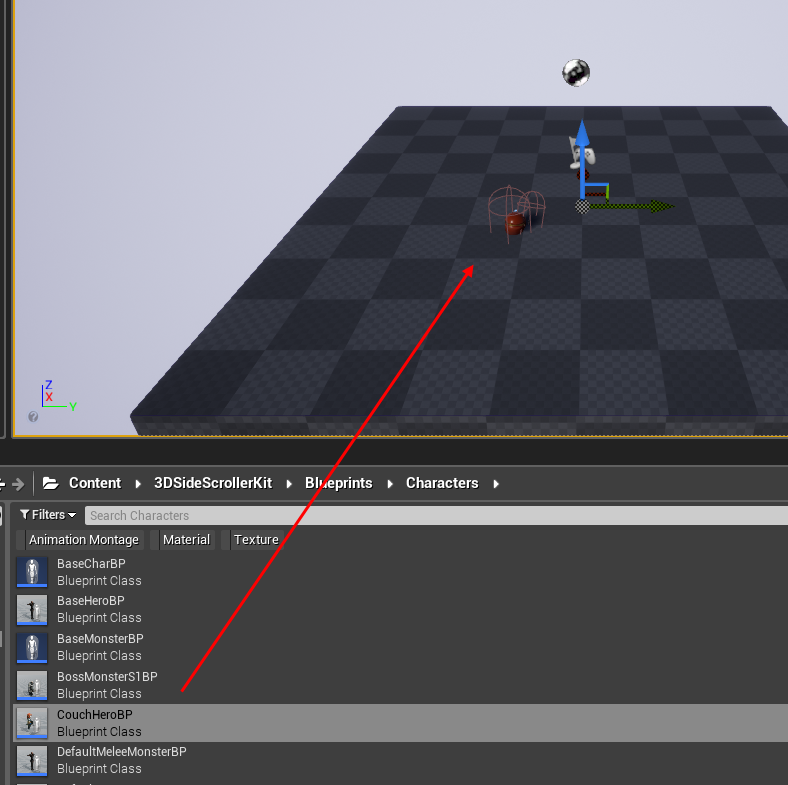 Z
X
Y
?
Content 3DSideScrollerKit Blueprints Characters
Filters Search Characters
Animation Montage Material Texture
BaseCharBP
Blueprint Class
BaseHeroBP
Blueprint Class
BaseMonsterBP
Blueprint Class
BossMonsterS1BP
Blueprint Class
CouchHeroBP
Blueprint Class
DefaultMeleeMonsterBP
Blueprint Class